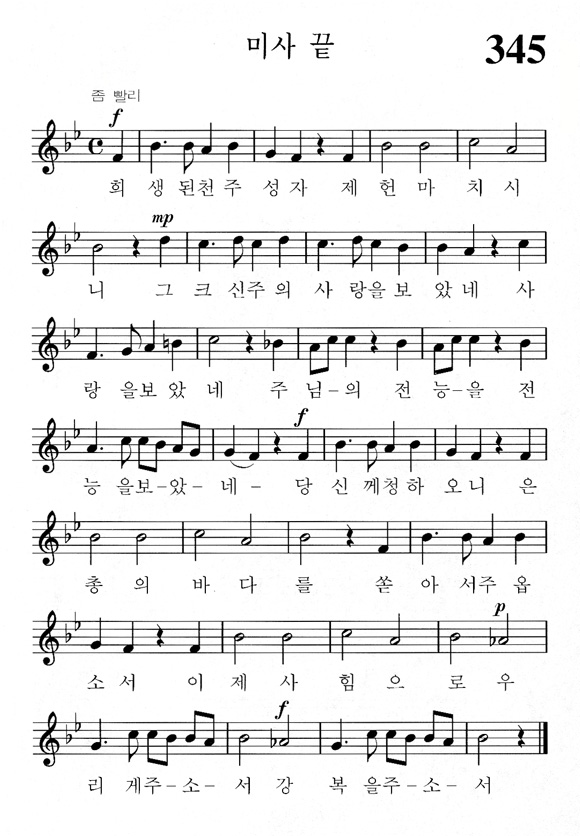 미사 끝 345
좀 빨리
f
희 생 된 천 주 성 자 제 헌 마 치 시
mp
니 그 크 신 주 의 사 랑 을 보 았 네 사
랑 을 보 았 네 주 님 - 의 전 능 - 을 전
f
능 을 보 - 았 - 네 - 당 신 께 청 하 오 니 은
총 의 바 다 를 쏟 아 서 주 옵
p
소 서 이 제 사 힘 으 로 우
f
리 게 주 - 소 - 서 강 복 을 주 - 소 - 서